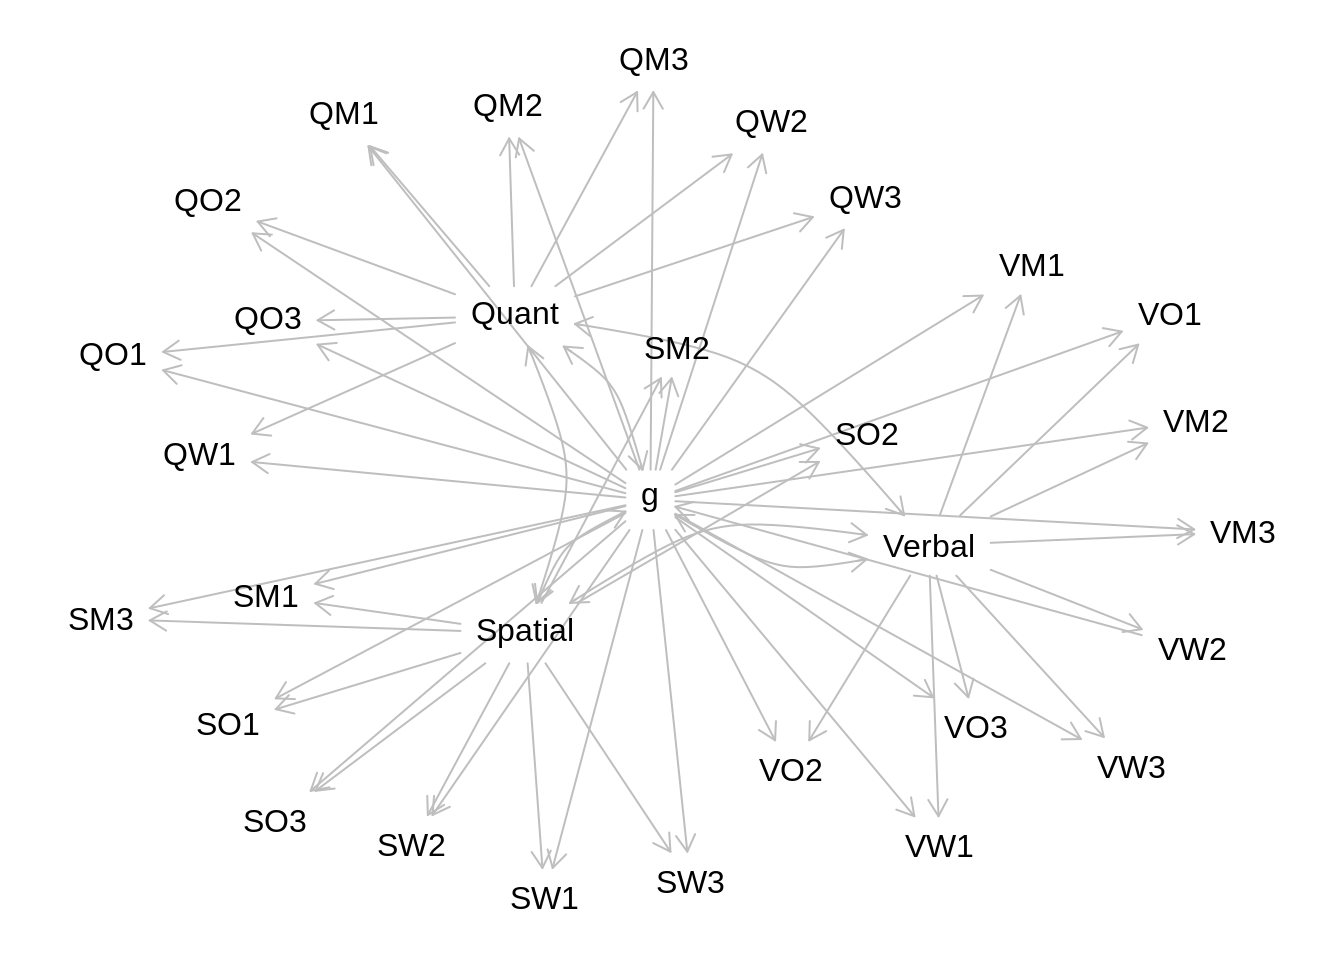 QM3
QM2
QM1
QW2
QO2
QW3
VM1
Quant
VO1
QO3
SM2
QO1
VM2
SO2
QW1
g
VM3
Verbal
SM1
SM3
Spatial
VW2
SO1
VO3
VW3
VO2
SO3
SW2
VW1
SW3
SW1